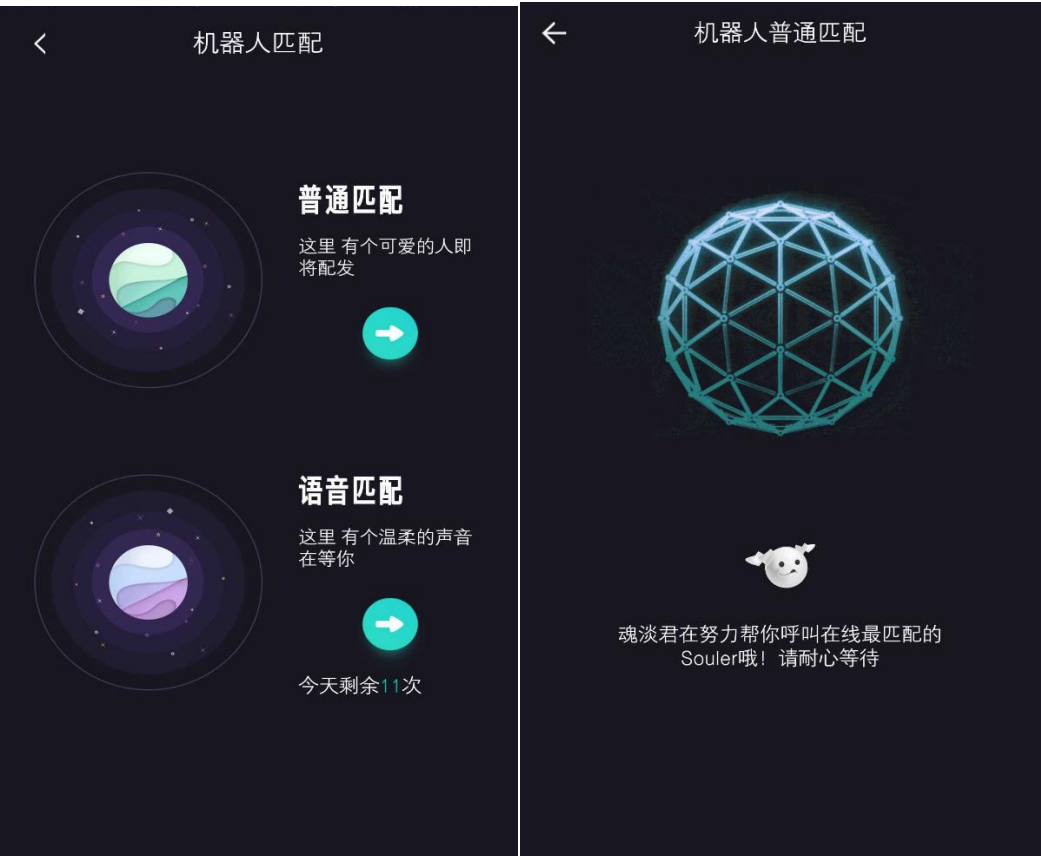 机器人匹配
普通匹配
这里 有个可爱的人即
将配发
语音匹配
这里 有个温柔的声音
在等你
今天剩余11次
机器人普通匹配
魂淡君在努力帮你呼叫在线最匹配的
Souler哦！请耐心等待